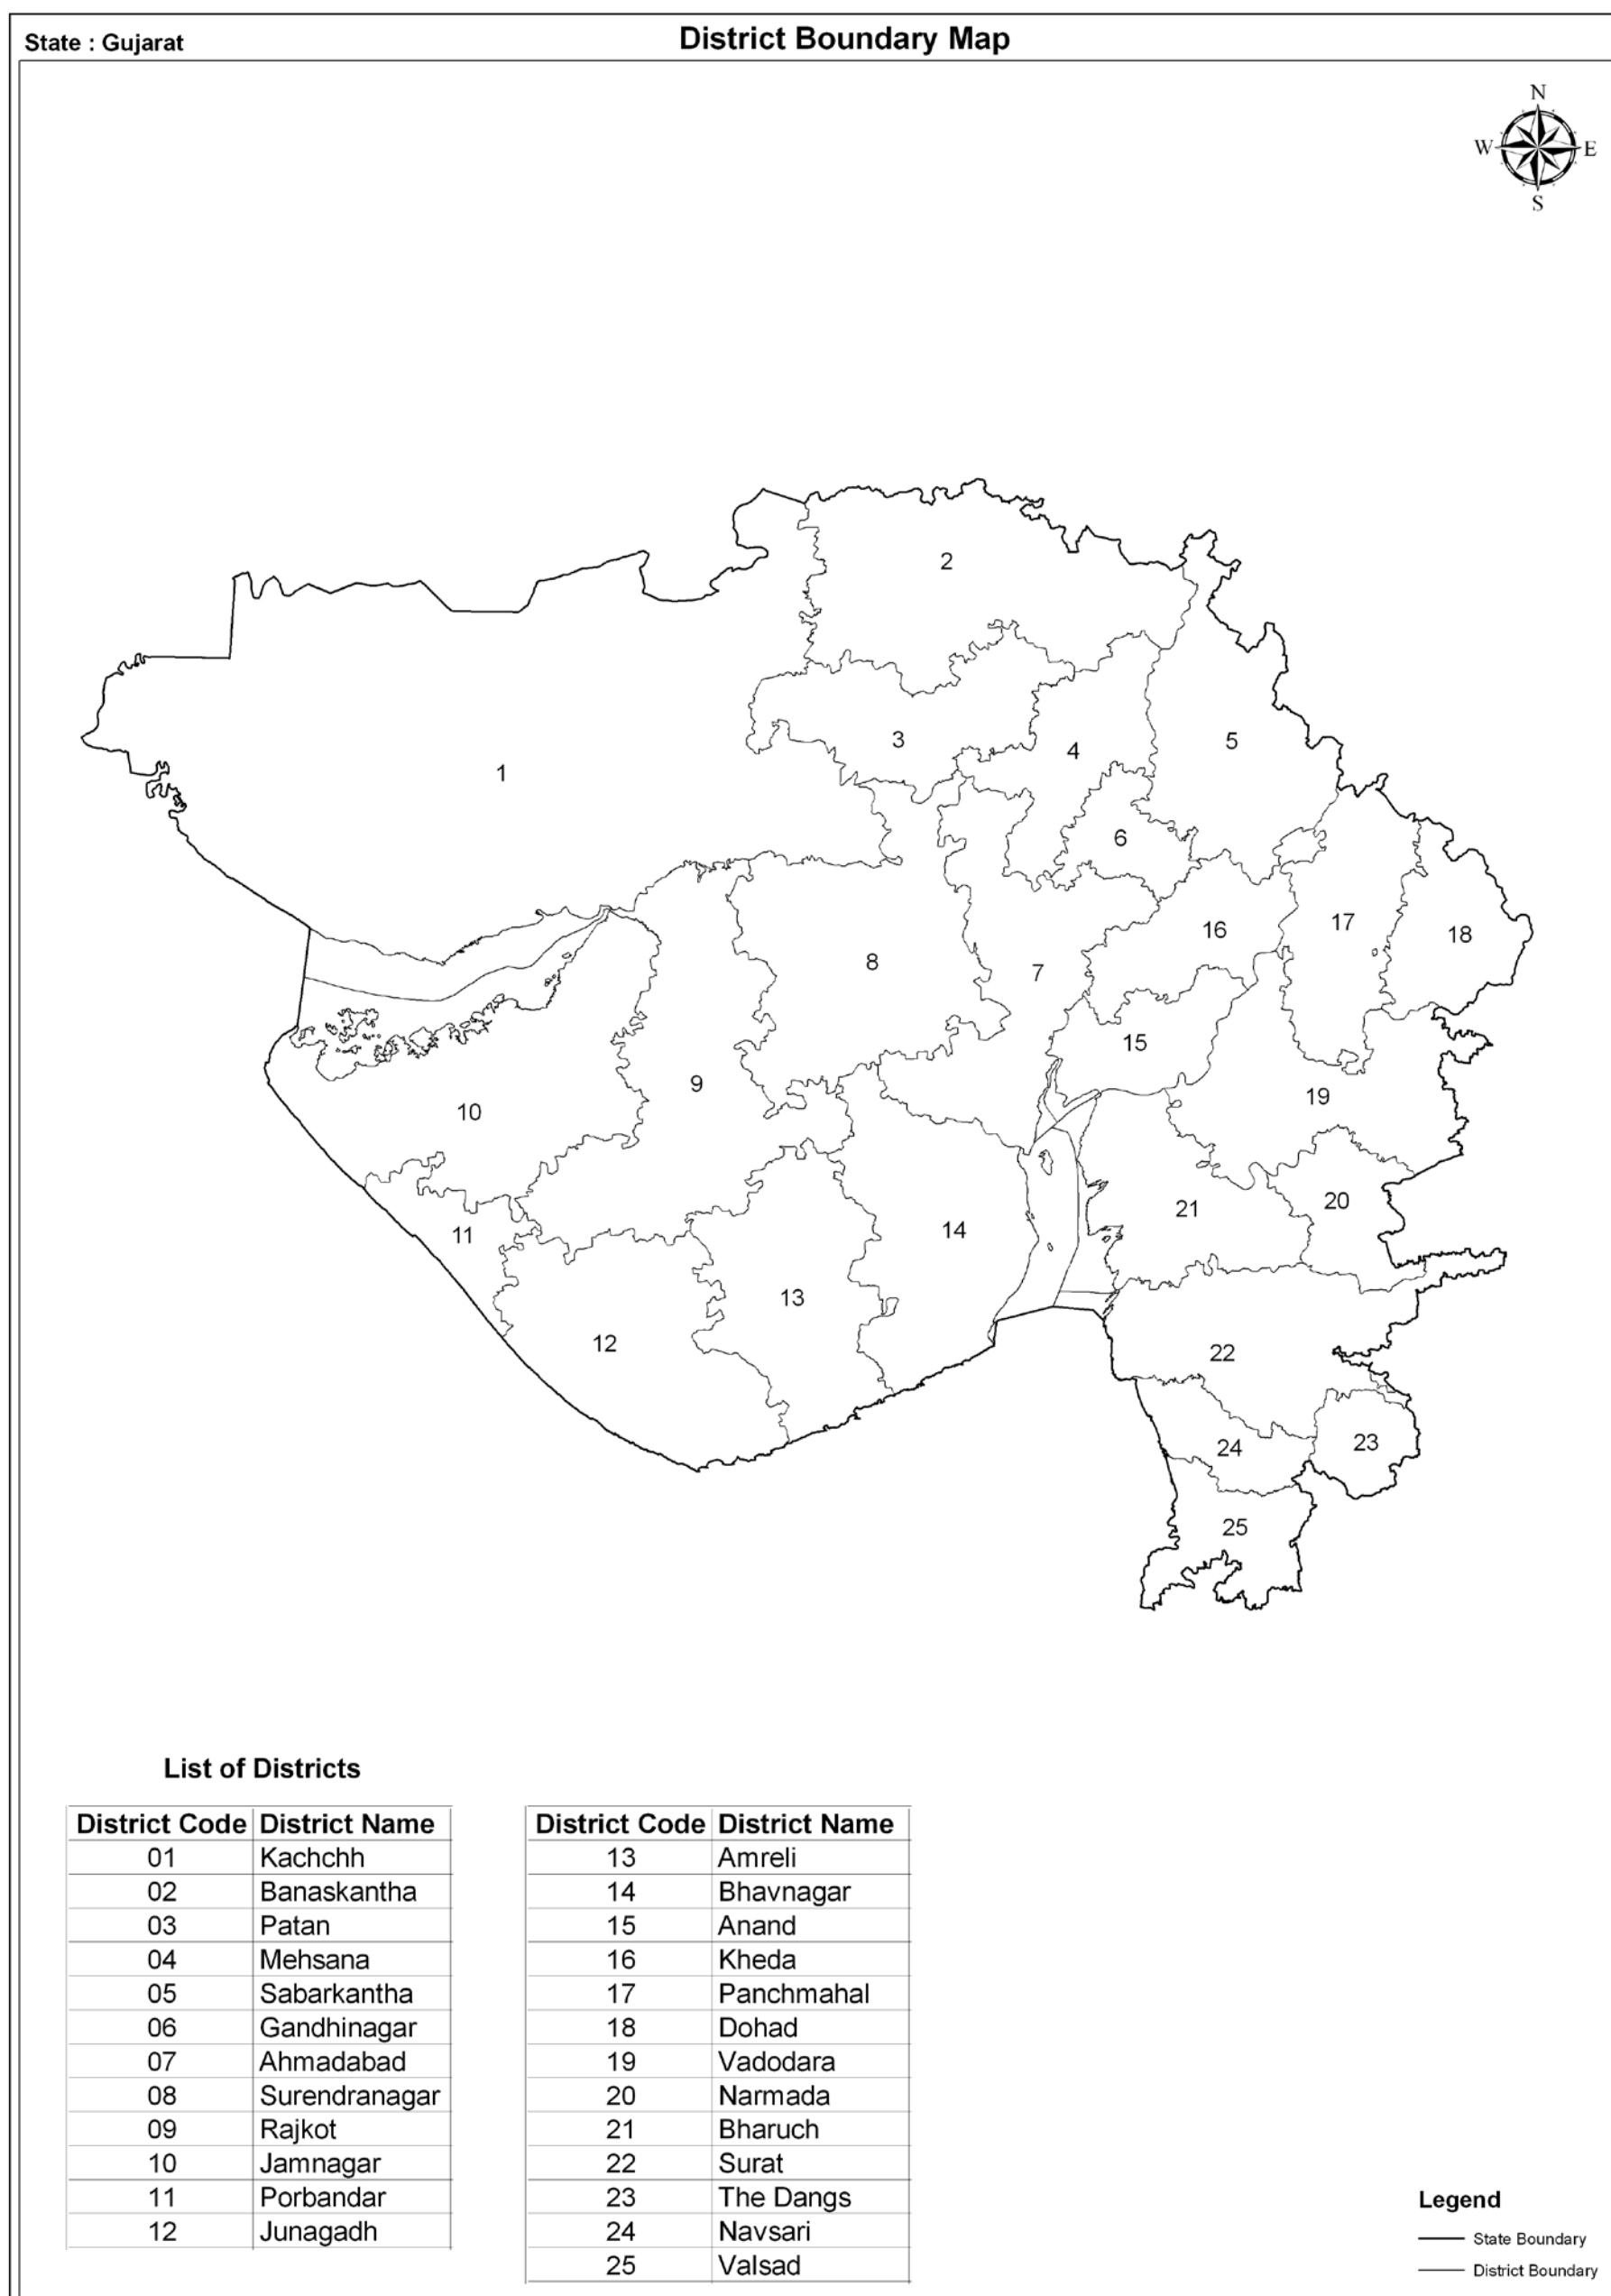 State : Gujarat
District Boundary Map
N
W E
S
2
3
4
5
1
6
7
8
16
17
18
15
9
10
19
20
21
11
14
13
12
22
23
24
25
List of Districts
District Code District Name
01 Kachchh
02 Banaskantha
03 Patan
04 Mehsana
05 Sabarkantha
06 Gandhinagar
07 Ahmadabad
08 Surendranagar
09 Rajkot
10 Jamnagar
11 Porbandar
12 Junagadh
District Code District Name
13 Amreli
14 Bhavnagar
15 Anand
16 Kheda
17 Panchmahal
18 Dohad
19 Vadodara
20 Narmada
21 Bharuch
22 Surat
23 The Dangs
24 Navsari
25 Valsad
Legend
State Boundary
District Boundary